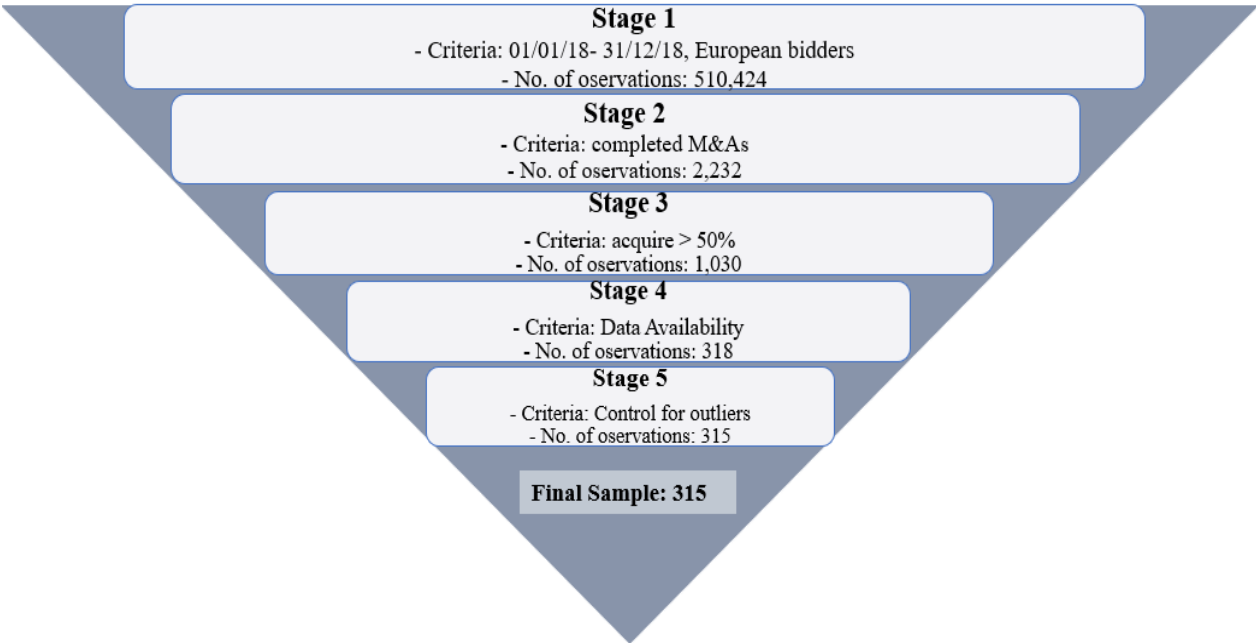 Stage 1
- Criteria: 01/01/18- 31/12/18, European bidders
- No. of oservations: 510,424
Stage 2
- Criteria: completed M&As
- No. of oservations: 2,232
Stage 3
- Criteria: acquire > 50%
- No. of oservations: 1,030
Stage 4
- Criteria: Data Availability
- No. of oservations: 318
Stage 5
- Criteria: Control for outliers
- No. of oservations: 315
Final Sample: 315